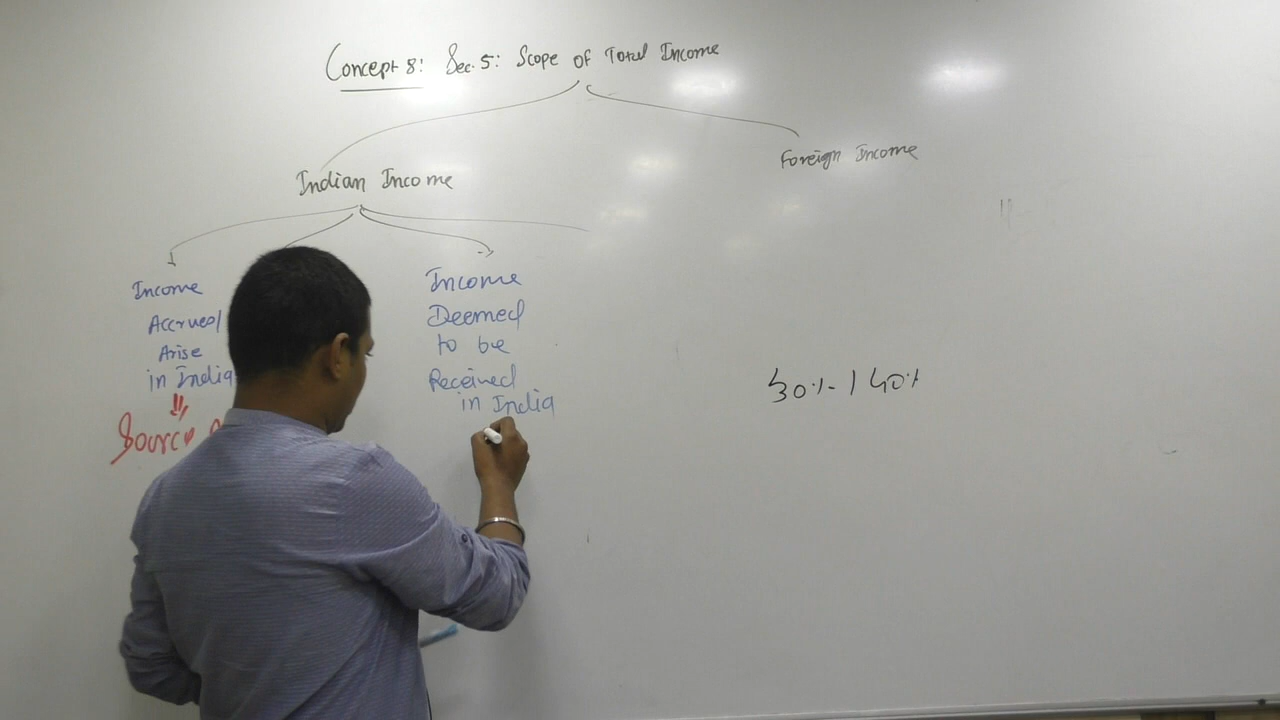 Concept 8: Sec. 5: Scope of Total Income
Indian Income
Foreign Income
Income
Accrued/
Arise
in India
Source
Income
Deemed
to be
Received
in India
30%-/40%